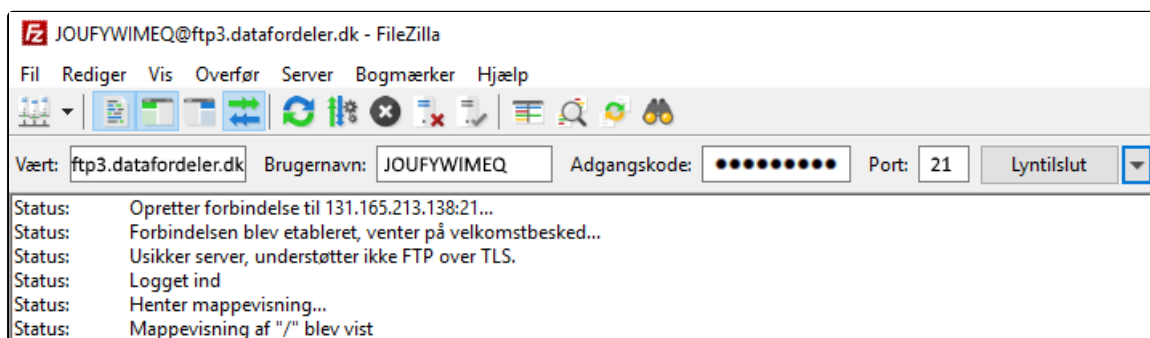 JOUFYWIMEQ@ftp3.datafordeler.dk - FileZilla
Fil Rediger Vis Overfør Server Bogmærker Hjælp
Vært: ftp3.datafordeler.dk Brugernavn: JOUFYWIMEQ Adgangskode: ●●●●●●●●● Port: 21 Lyntilslut
Status: Opretter forbindelse til 131.165.213.138:21...
Status: Forbindelsen blev etableret, venter på velkomstbesked...
Status: Usikker server, understøtter ikke FTP over TLS.
Status: Logget ind
Status: Henter mappevisning...
Status: Mappevisning af "/" blev vist